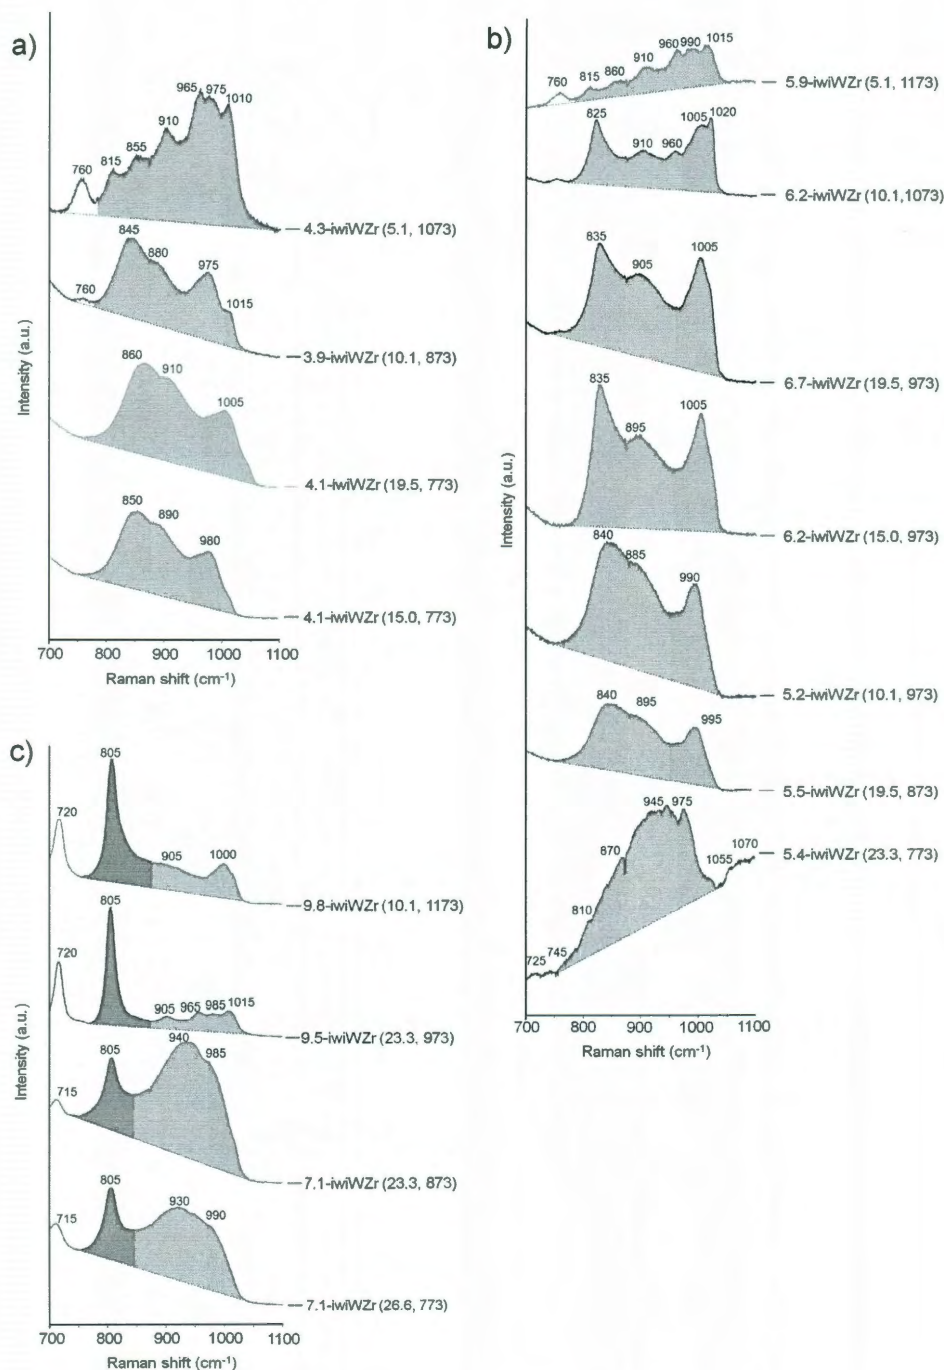 a)
965 975 1010
910
855
815
760
4.3-iwiWZr (5.1, 1073)
845
880
975
760
1015
3.9-iwiWZr (10.1, 873)
860
910
1005
4.1-iwiWZr (19.5, 773)
850
890
980
4.1-iwiWZr (15.0, 773)
Intensity (a.u.)
700 800 900 1000 1100
Raman shift (cm⁻¹)
b)
760 815 860 910 960 990 1015
5.9-iwiWZr (5.1, 1173)
825
910 960 1005 1020
6.2-iwiWZr (10.1,1073)
835
905
1005
6.7-iwiWZr (19.5, 973)
835
895
1005
6.2-iwiWZr (15.0, 973)
840
885
990
5.2-iwiWZr (10.1, 973)
840
895
995
5.5-iwiWZr (19.5, 873)
945 975
870
810
725 745
1055 1070
5.4-iwiWZr (23.3, 773)
Intensity (a.u.)
700 800 900 1000 1100
Raman shift (cm⁻¹)
c)
805
720
905
1000
9.8-iwiWZr (10.1, 1173)
805
720
905 965 985 1015
9.5-iwiWZr (23.3, 973)
940
805
985
715
7.1-iwiWZr (23.3, 873)
805
930
990
715
7.1-iwiWZr (26.6, 773)
Intensity (a.u.)
700 800 900 1000 1100
Raman shift (cm⁻¹)